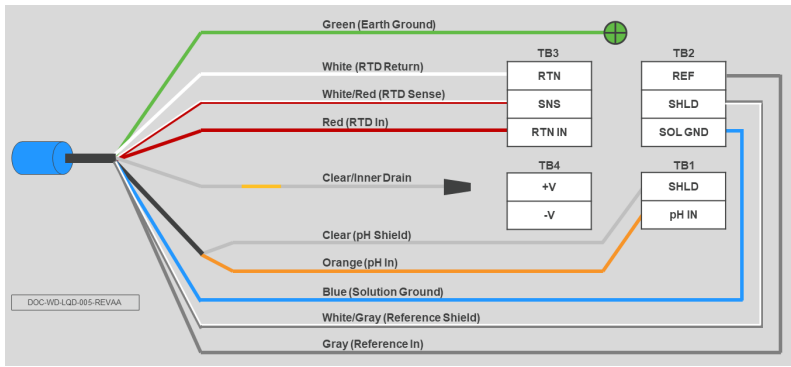 Green (Earth Ground)
TB3
TB2
White (RTD Return)
RTN
REF
White/Red (RTD Sense)
SNS
SHLD
Red (RTD In)
RTN IN
SOL GND
TB4
TB1
Clear/Inner Drain
+V
SHLD
-V
pH IN
Clear (pH Shield)
Orange (pH In)
Blue (Solution Ground)
DOC-WD-LQD-005-REVAA
White/Gray (Reference Shield)
Gray (Reference In)